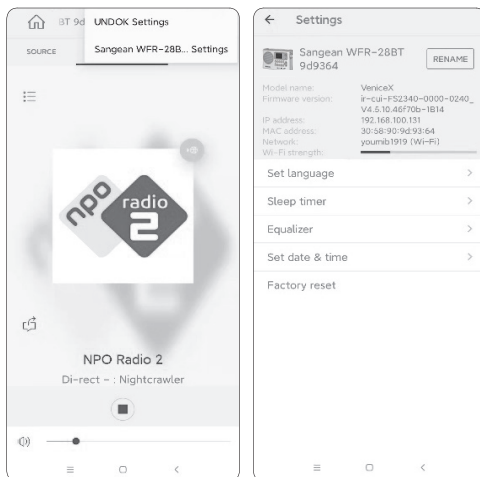 BT 9d
UNDOK Settings
SOURCE
Sangean WFR-28B... Settings
npo
radio
2
NPO Radio 2
Di-rect - : Nightcrawler
Settings
Sangean WFR-28BT
9d9364
RENAME
Model name: VeniceX
Firmware version: ir-cui-FS2340-0000-0240_
V4.6.10.46f70b-1B14
IP address: 192.168.100.131
MAC address: 30:58:90:9d:93:64
Network: youmib1919 (Wi-Fi)
Wi-Fi strength:
Set language
Sleep timer
Equalizer
Set date & time
Factory reset